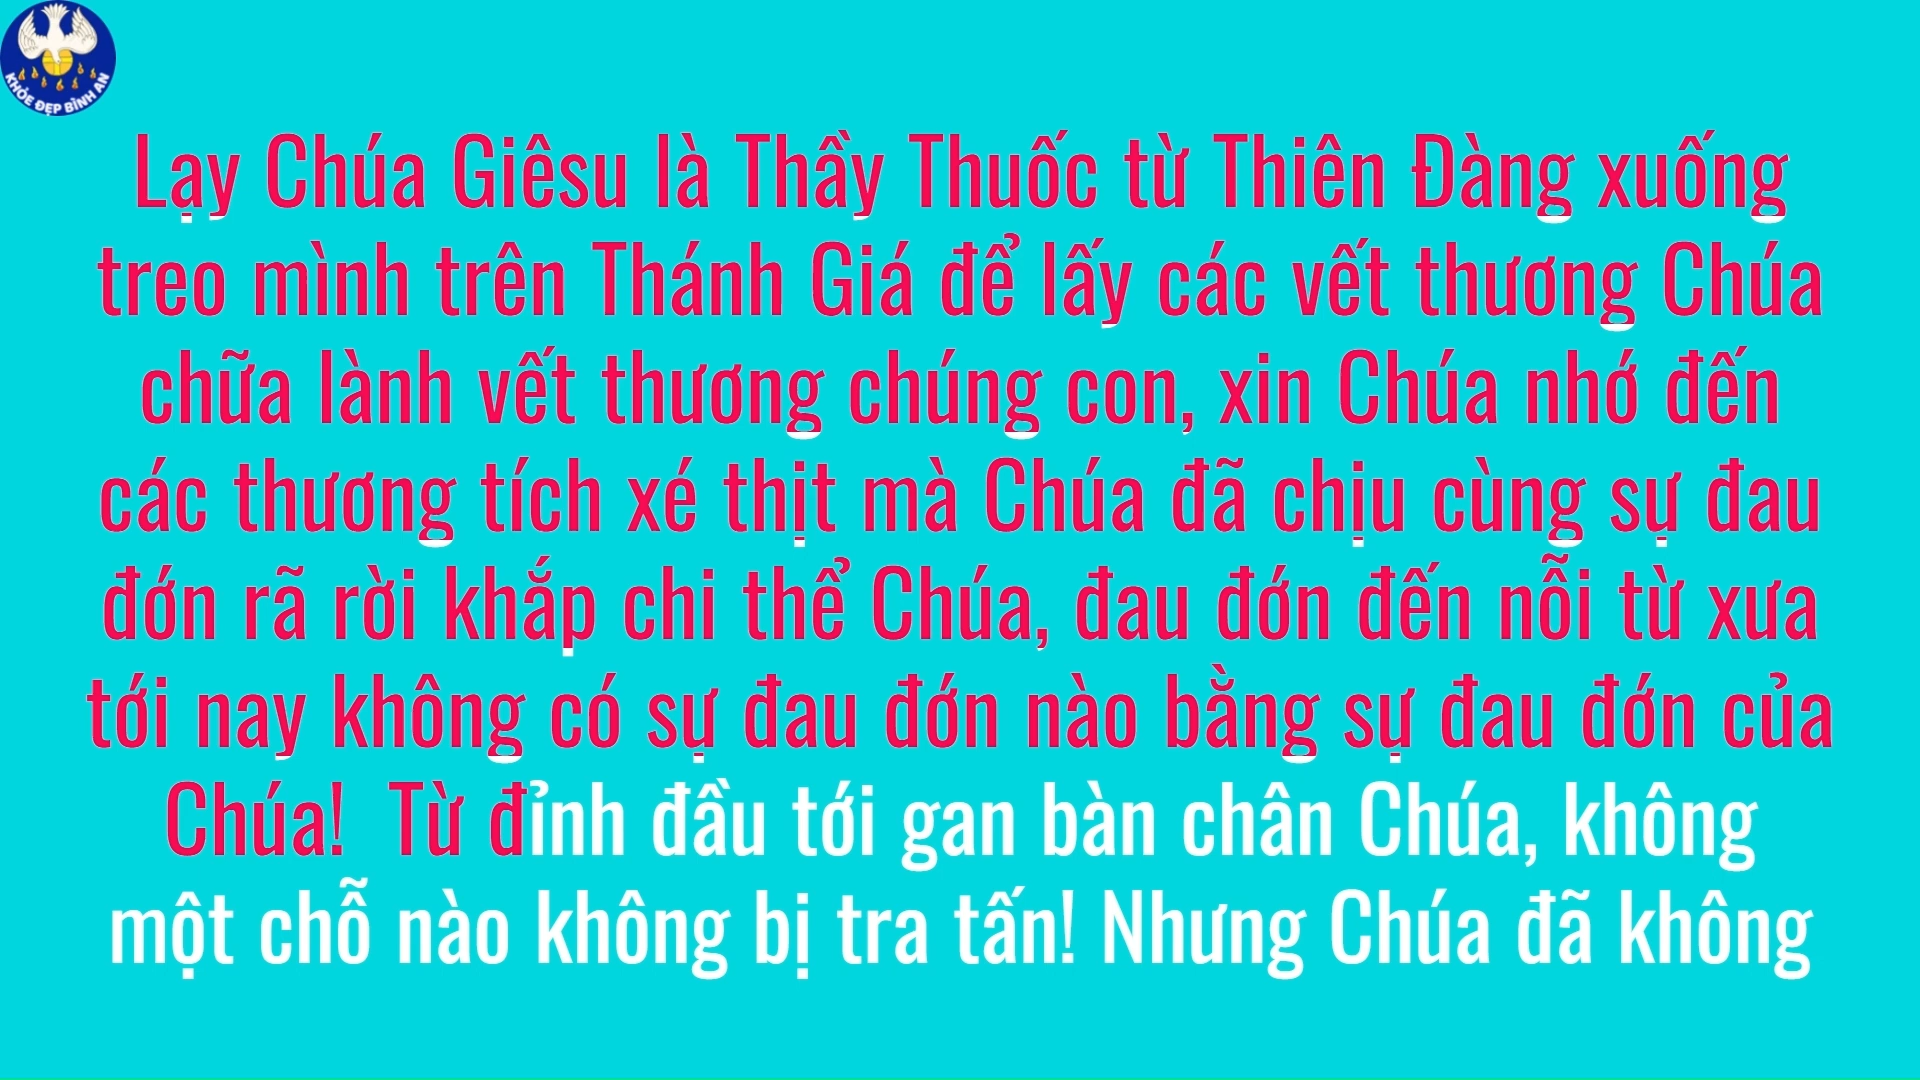 KHỎE ĐẸP BÌNH AN
Lạy Chúa Giêsu là Thầy Thuốc từ Thiên Đàng xuống
treo mình trên Thánh Giá để lấy các vết thương Chúa
chữa lành vết thương chúng con, xin Chúa nhớ đến
các thương tích xé thịt mà Chúa đã chịu cùng sự đau
đớn rã rời khắp chi thể Chúa, đau đớn đến nỗi từ xưa
tới nay không có sự đau đớn nào bằng sự đau đớn của
Chúa!  Từ đỉnh đầu tới gan bàn chân Chúa, không
một chỗ nào không bị tra tấn! Nhưng Chúa đã không